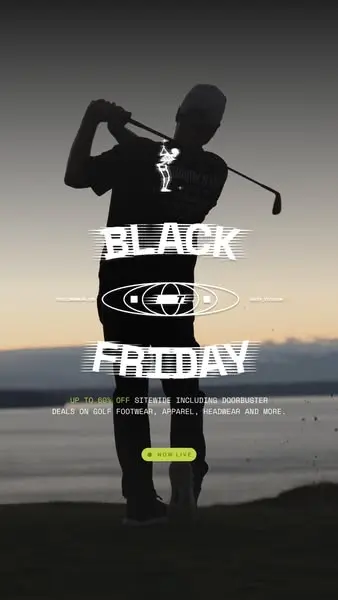 BLACK
FRIDAY
UP TO 60% OFF SITEWIDE INCLUDING DOORBUSTER
DEALS ON GOLF FOOTWEAR, APPAREL, HEADWEAR AND MORE.
NOW LIVE